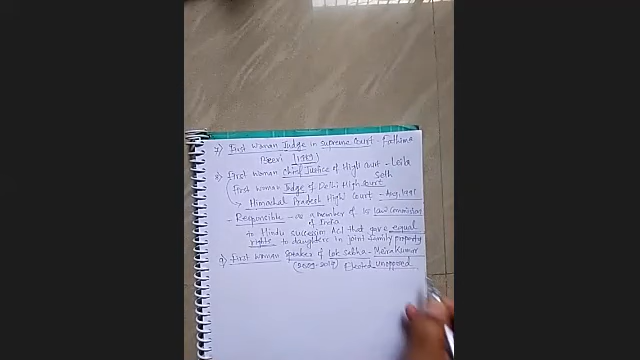 7) First Woman Judge in supreme Court - Fathima
Beevi (1989)
8) First Woman Chief Justice of High Court - Leila
Seth
First Woman Judge of Delhi High Court
Himachal Pradesh High Court - Aug, 1991
- Responsible - as a member of 15 Law Commission
of India
to Hindu succession Act that gave equal
rights to daughters in joint family property
9) First Woman Speaker of Lok sabha - Meira Kumar
(2009-2014) Elected unopposed